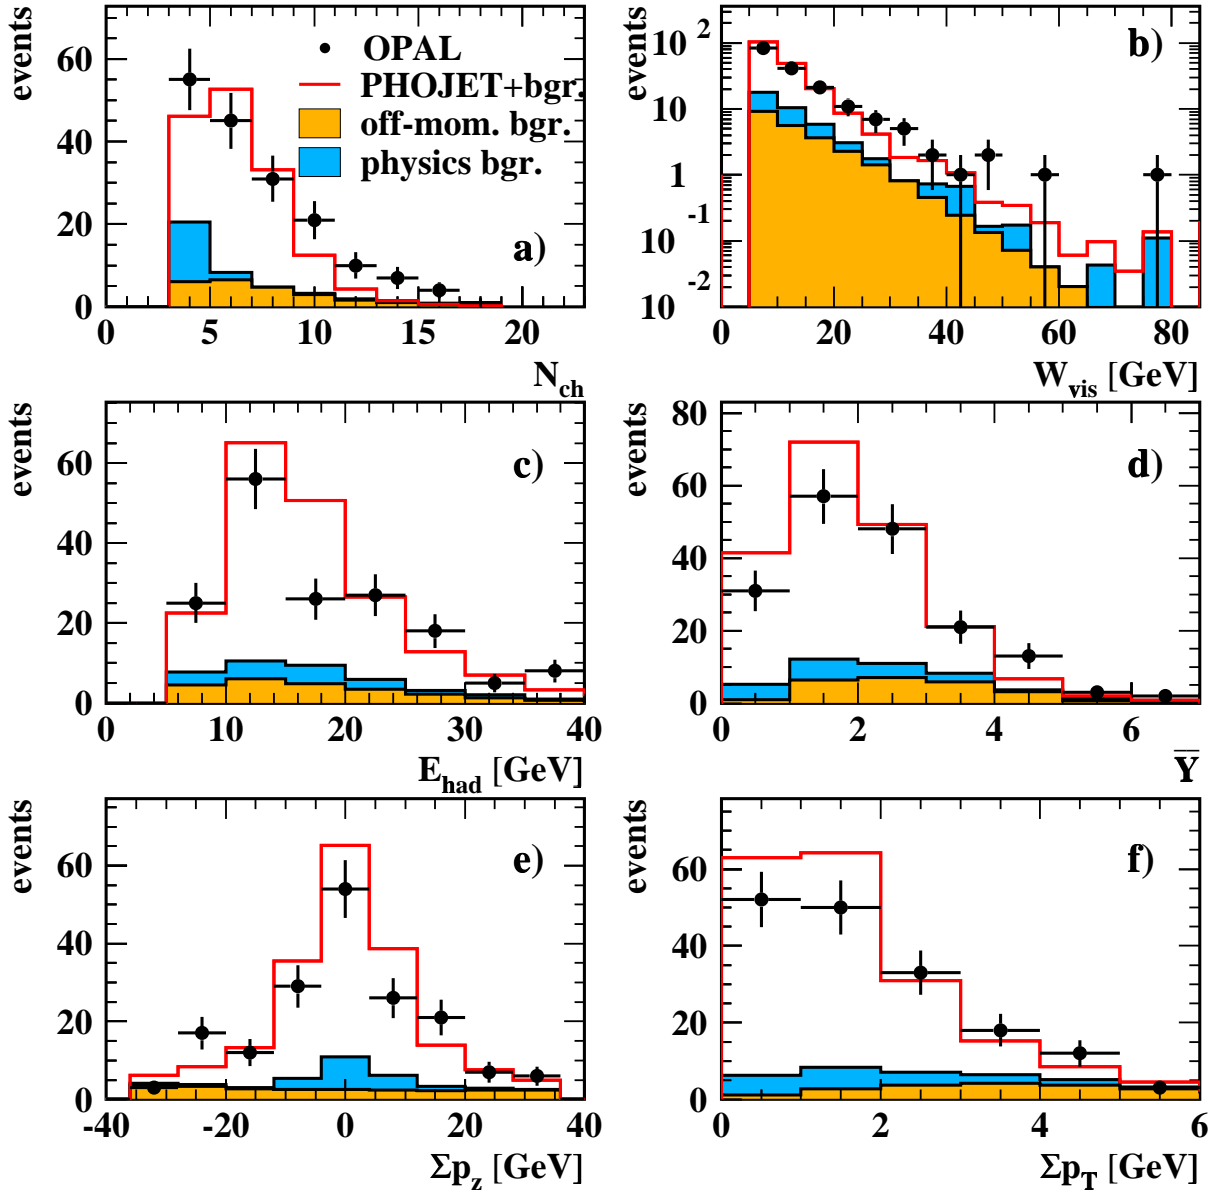 events
60
40
20
0
OPAL
PHOJET+bgr.
off-mom. bgr.
physics bgr.
a)
0 5 10 15 20
N_ch
events
10^2
10
1
10^-1
10^-2
b)
0 20 40 60 80
W_vis [GeV]
events
60
40
20
0
c)
0 10 20 30 40
E_had [GeV]
events
80
60
40
20
0
d)
0 2 4 6
Y̅
events
60
40
20
0
e)
-40 -20 0 20 40
Σp_z [GeV]
events
60
40
20
0
f)
0 2 4 6
Σp_T [GeV]